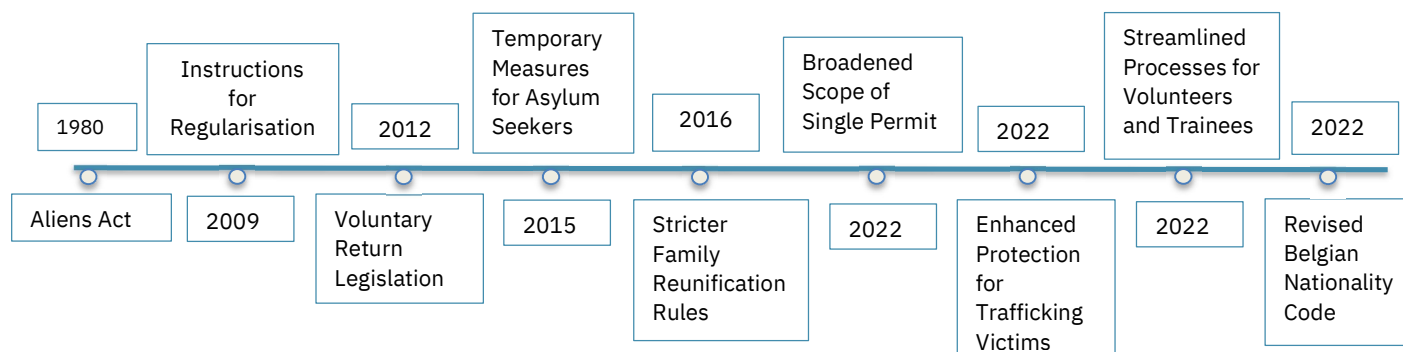 1980
Aliens Act
Instructions
for
Regularisation
2009
2012
Voluntary
Return
Legislation
Temporary
Measures
for Asylum
Seekers
2015
2016
Stricter
Family
Reunification
Rules
Broadened
Scope of
Single Permit
2022
2022
Enhanced
Protection
for
Trafficking
Victims
Streamlined
Processes for
Volunteers
and Trainees
2022
2022
Revised
Belgian
Nationality
Code